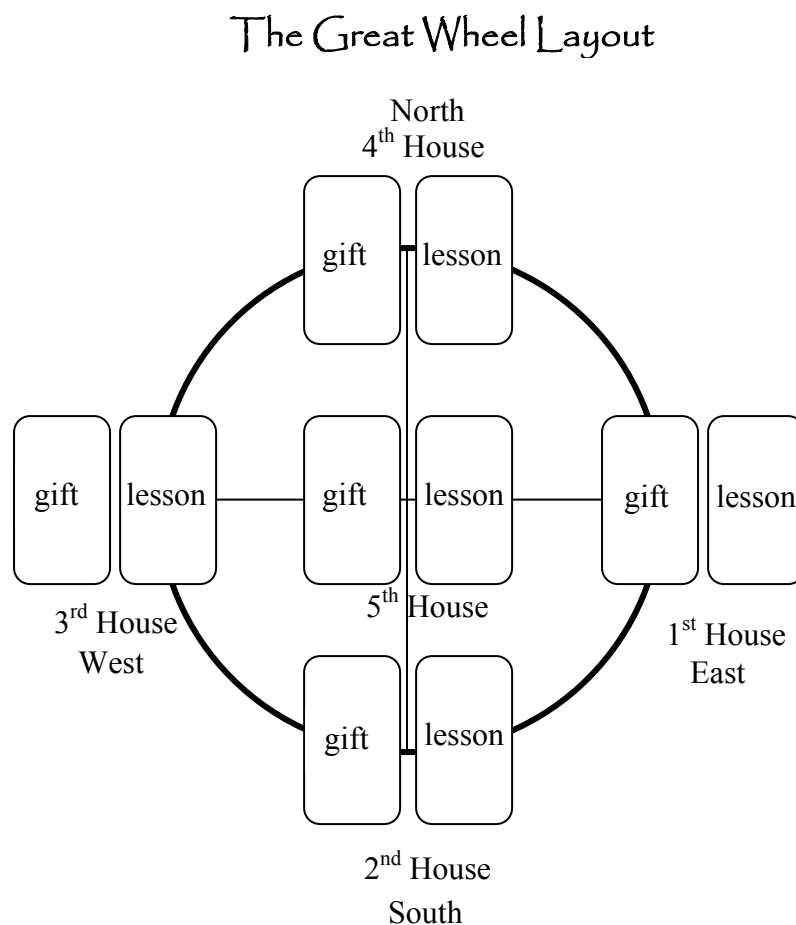 The Great Wheel Layout
North
4th House
gift lesson
gift lesson gift lesson gift lesson
5th House
3rd House
West
1st House
East
gift lesson
2nd House
South